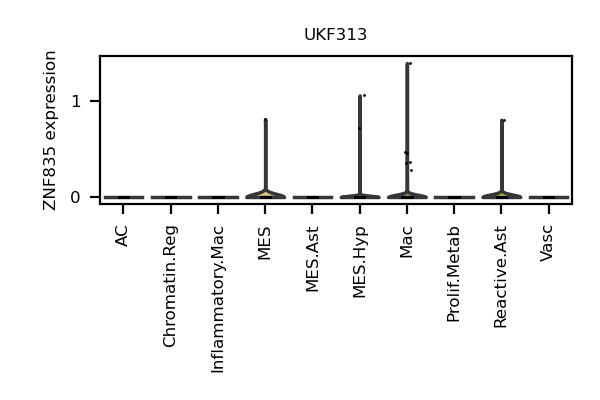 UKF313
ZNF835 expression
1
0
AC
Chromatin.Reg
Inflammatory.Mac
MES
MES.Ast
MES.Hyp
Mac
Prolif.Metab
Reactive.Ast
Vasc